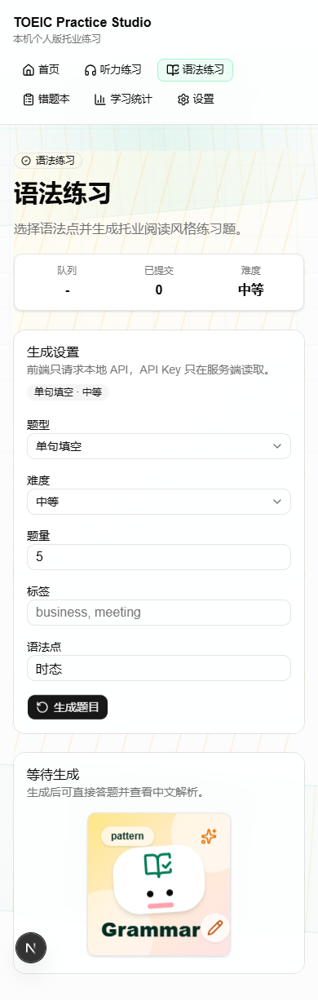 TOEIC Practice Studio
本机个人版托业练习
首页 听力练习 语法练习
错题本 学习统计 设置
语法练习
语法练习
选择语法点并生成托业阅读风格练习题。
队列 已提交 难度
- 0 中等
生成设置
前端只请求本地 API，API Key 只在服务端读取。
单句填空 · 中等
题型
单句填空
难度
中等
题量
5
标签
business, meeting
语法点
时态
生成题目
等待生成
生成后可直接答题并查看中文解析。
pattern
Grammar
N